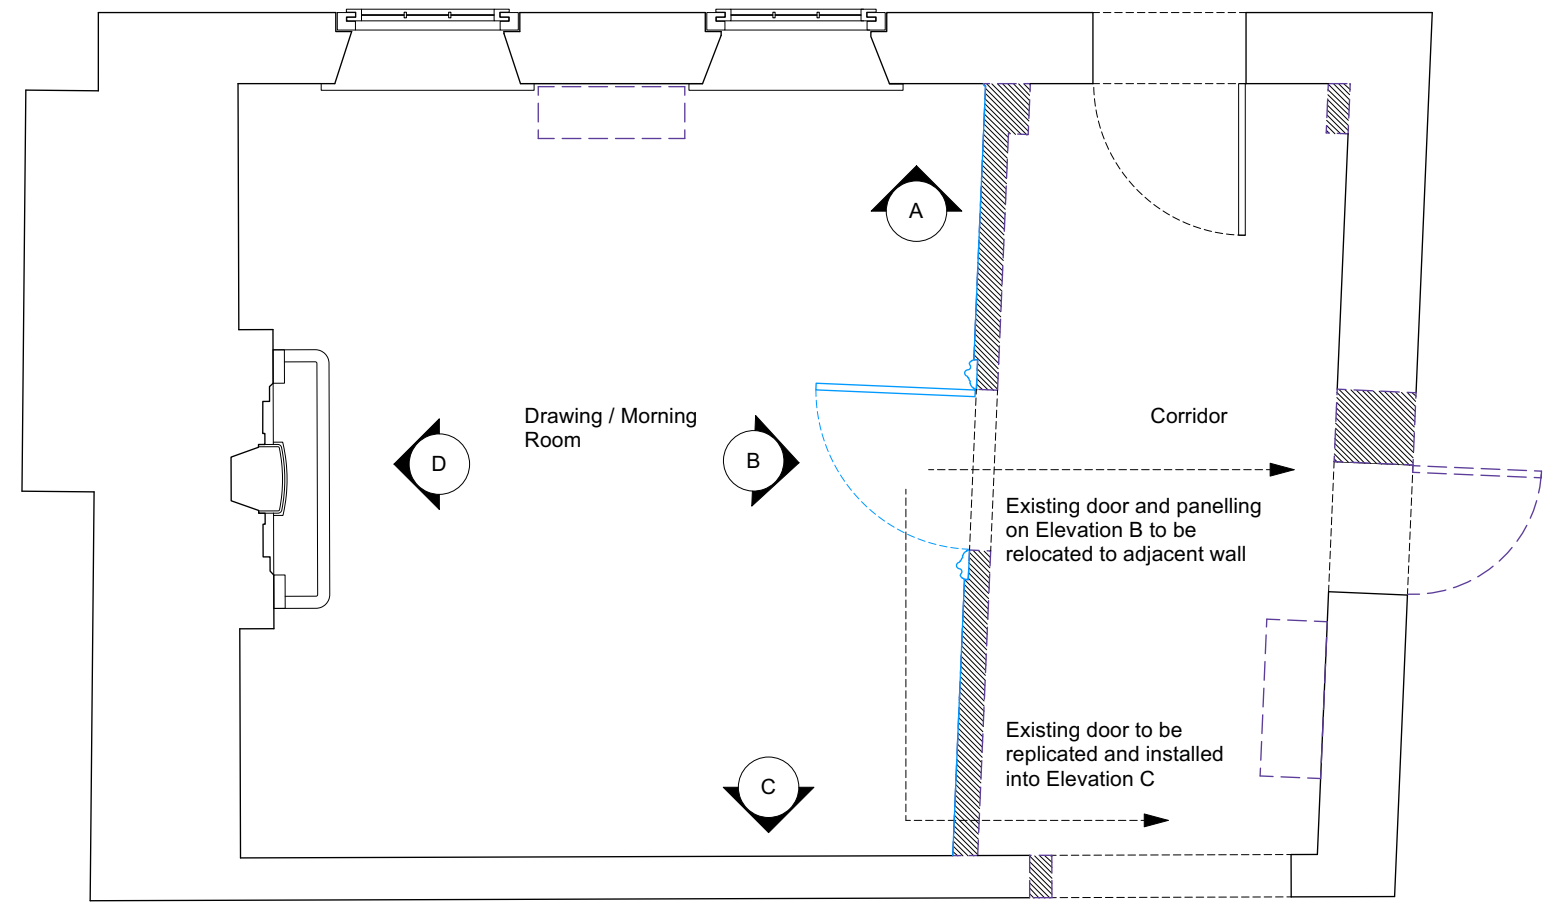 A
Drawing / Morning
Room
D
B
Corridor
Existing door and panelling
on Elevation B to be
relocated to adjacent wall
Existing door to be
replicated and installed
into Elevation C
C